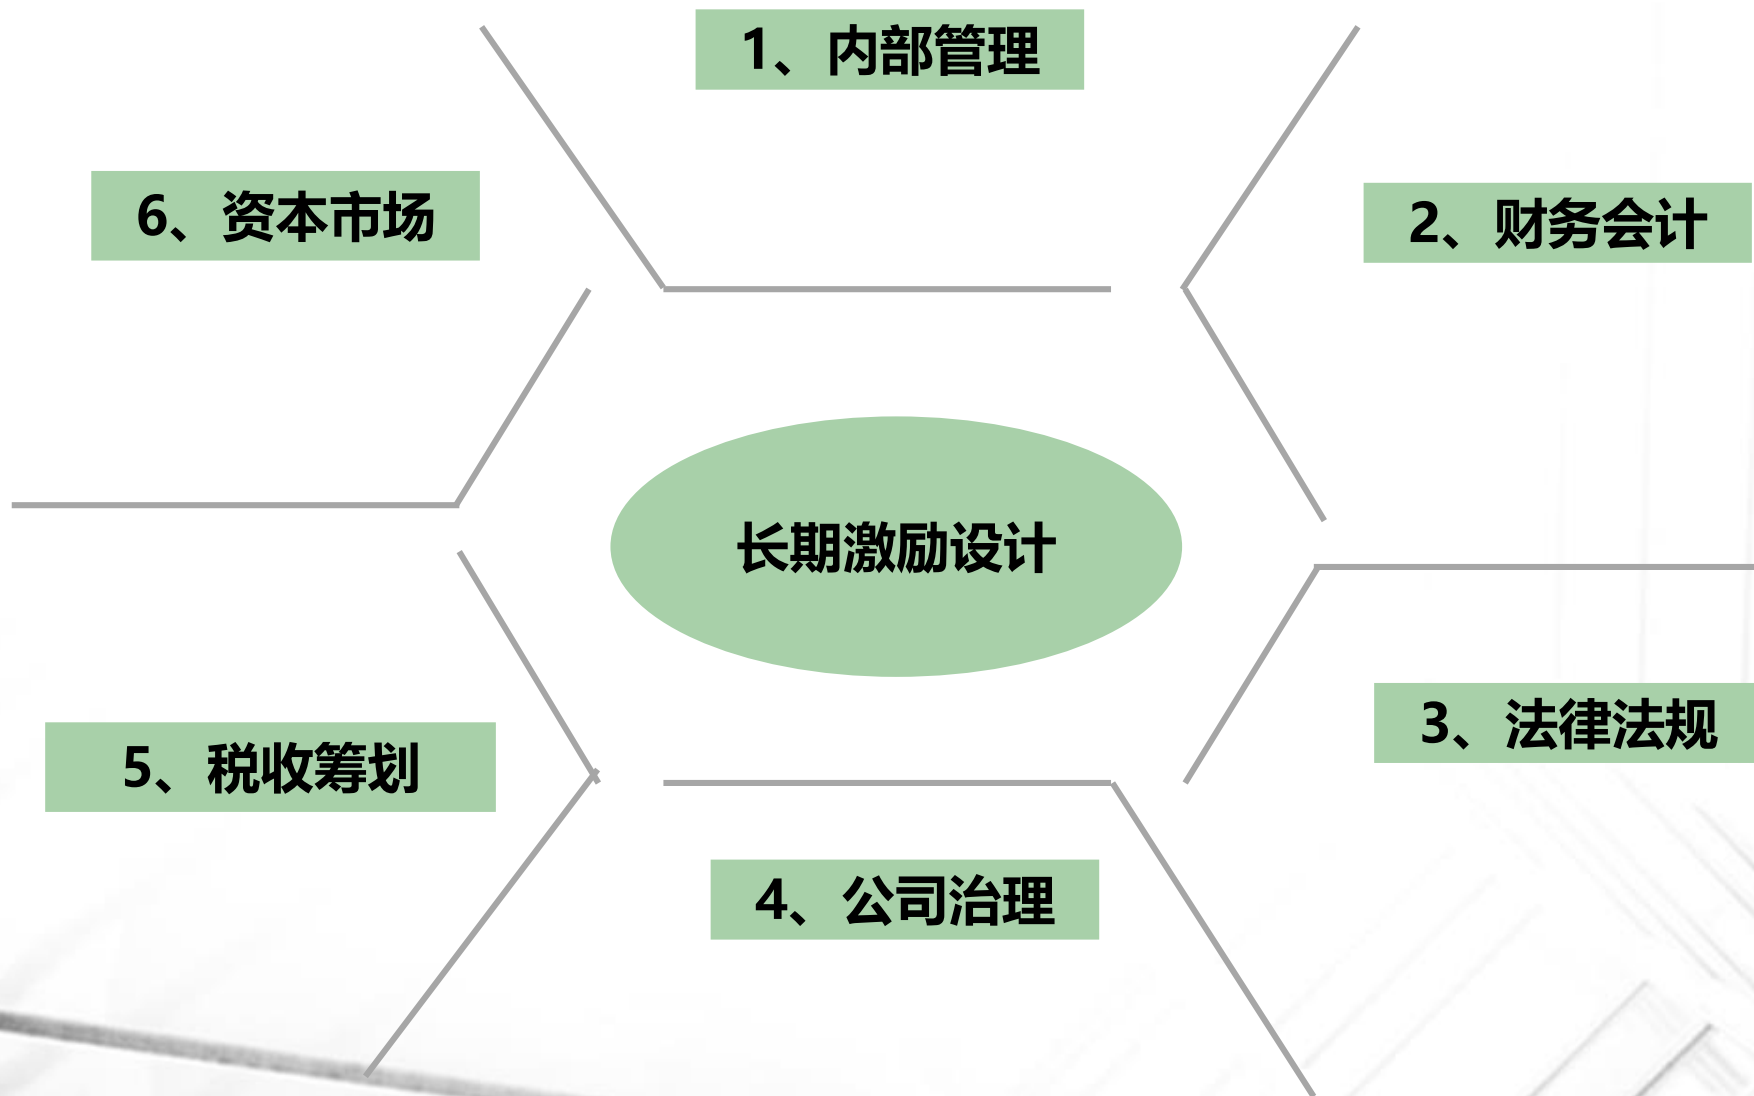 1、内部管理
2、财务会计
3、法律法规
4、公司治理
5、税收筹划
6、资本市场
长期激励设计